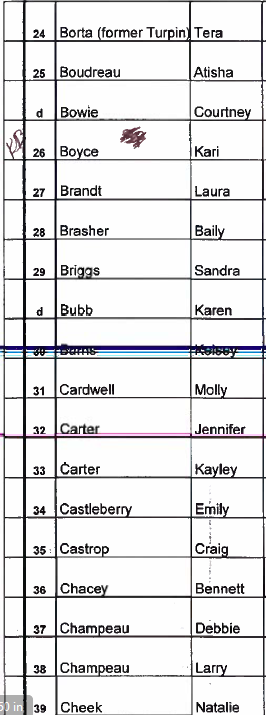 24 Borta (former Turpin) Tera
25 Boudreau Atisha
d Bowie Courtney
26 Boyce Kari
27 Brandt Laura
28 Brasher Baily
29 Briggs Sandra
d Bubb Karen
30 Burns Kelsey
31 Cardwell Molly
32 Carter Jennifer
33 Carter Kayley
34 Castleberry Emily
35 Castrop Craig
36 Chacey Bennett
37 Champeau Debbie
38 Champeau Larry
39 Cheek Natalie